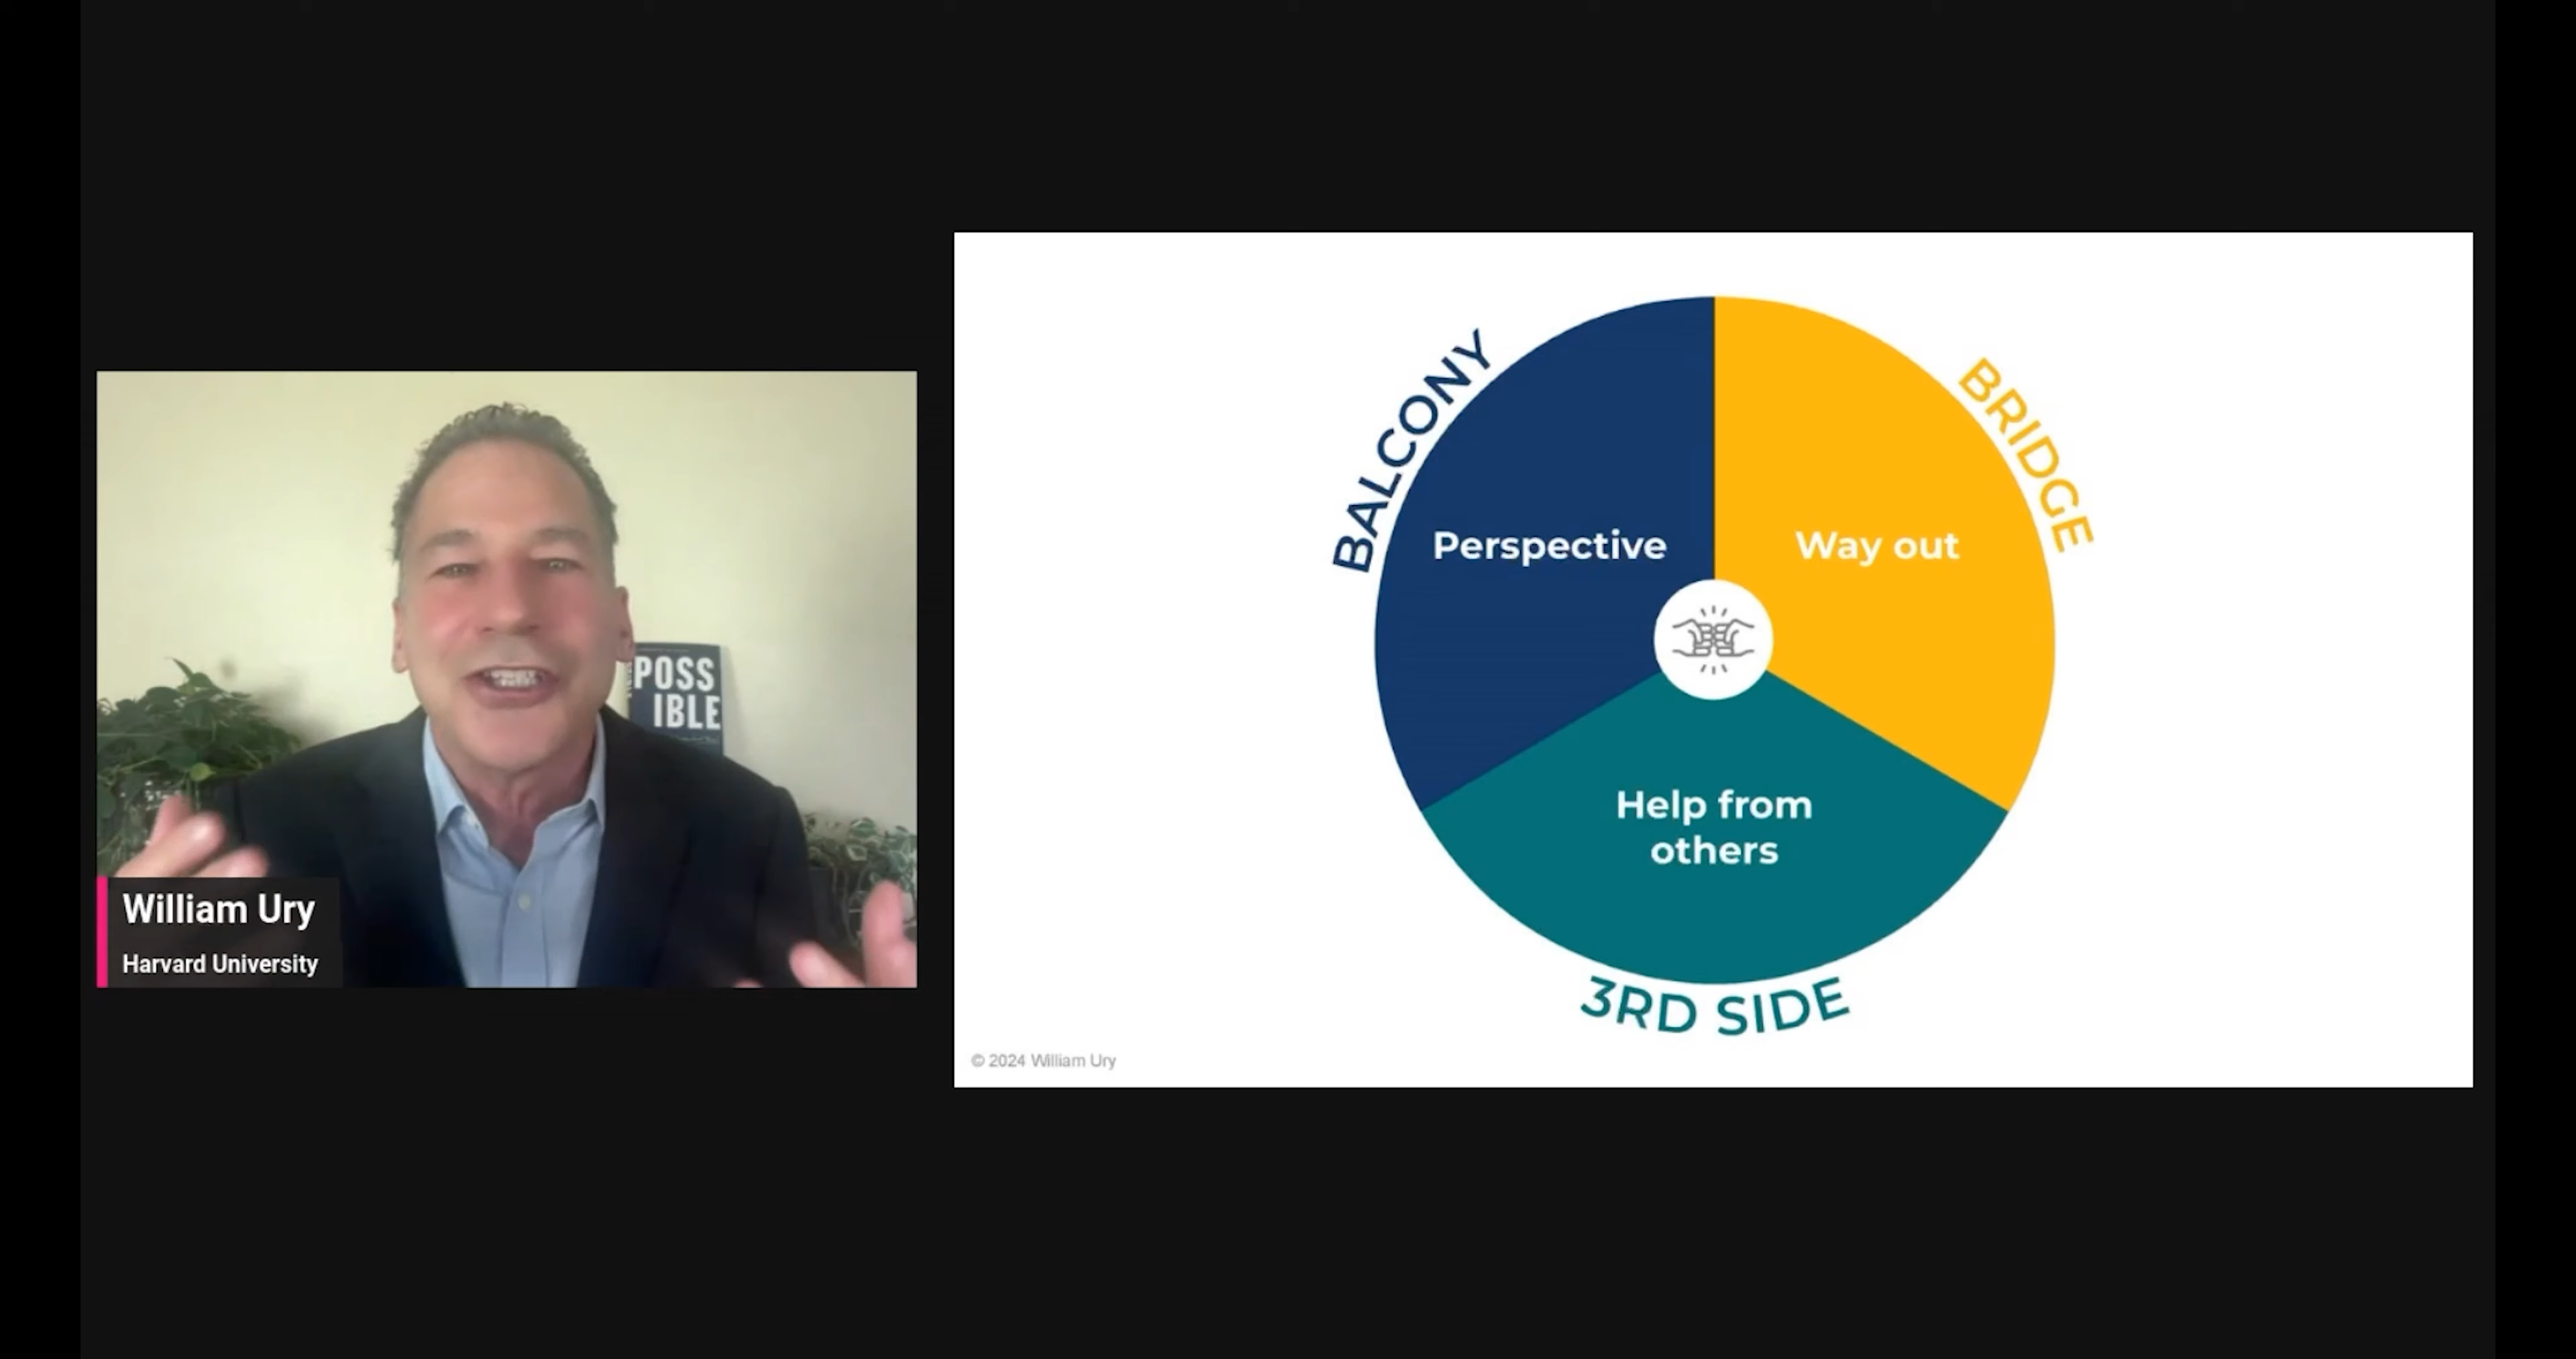 POSS
IBLE
William Ury
Harvard University
BALCONY
BRIDGE
Perspective
Way out
Help from
others
3RD SIDE
© 2024 William Ury